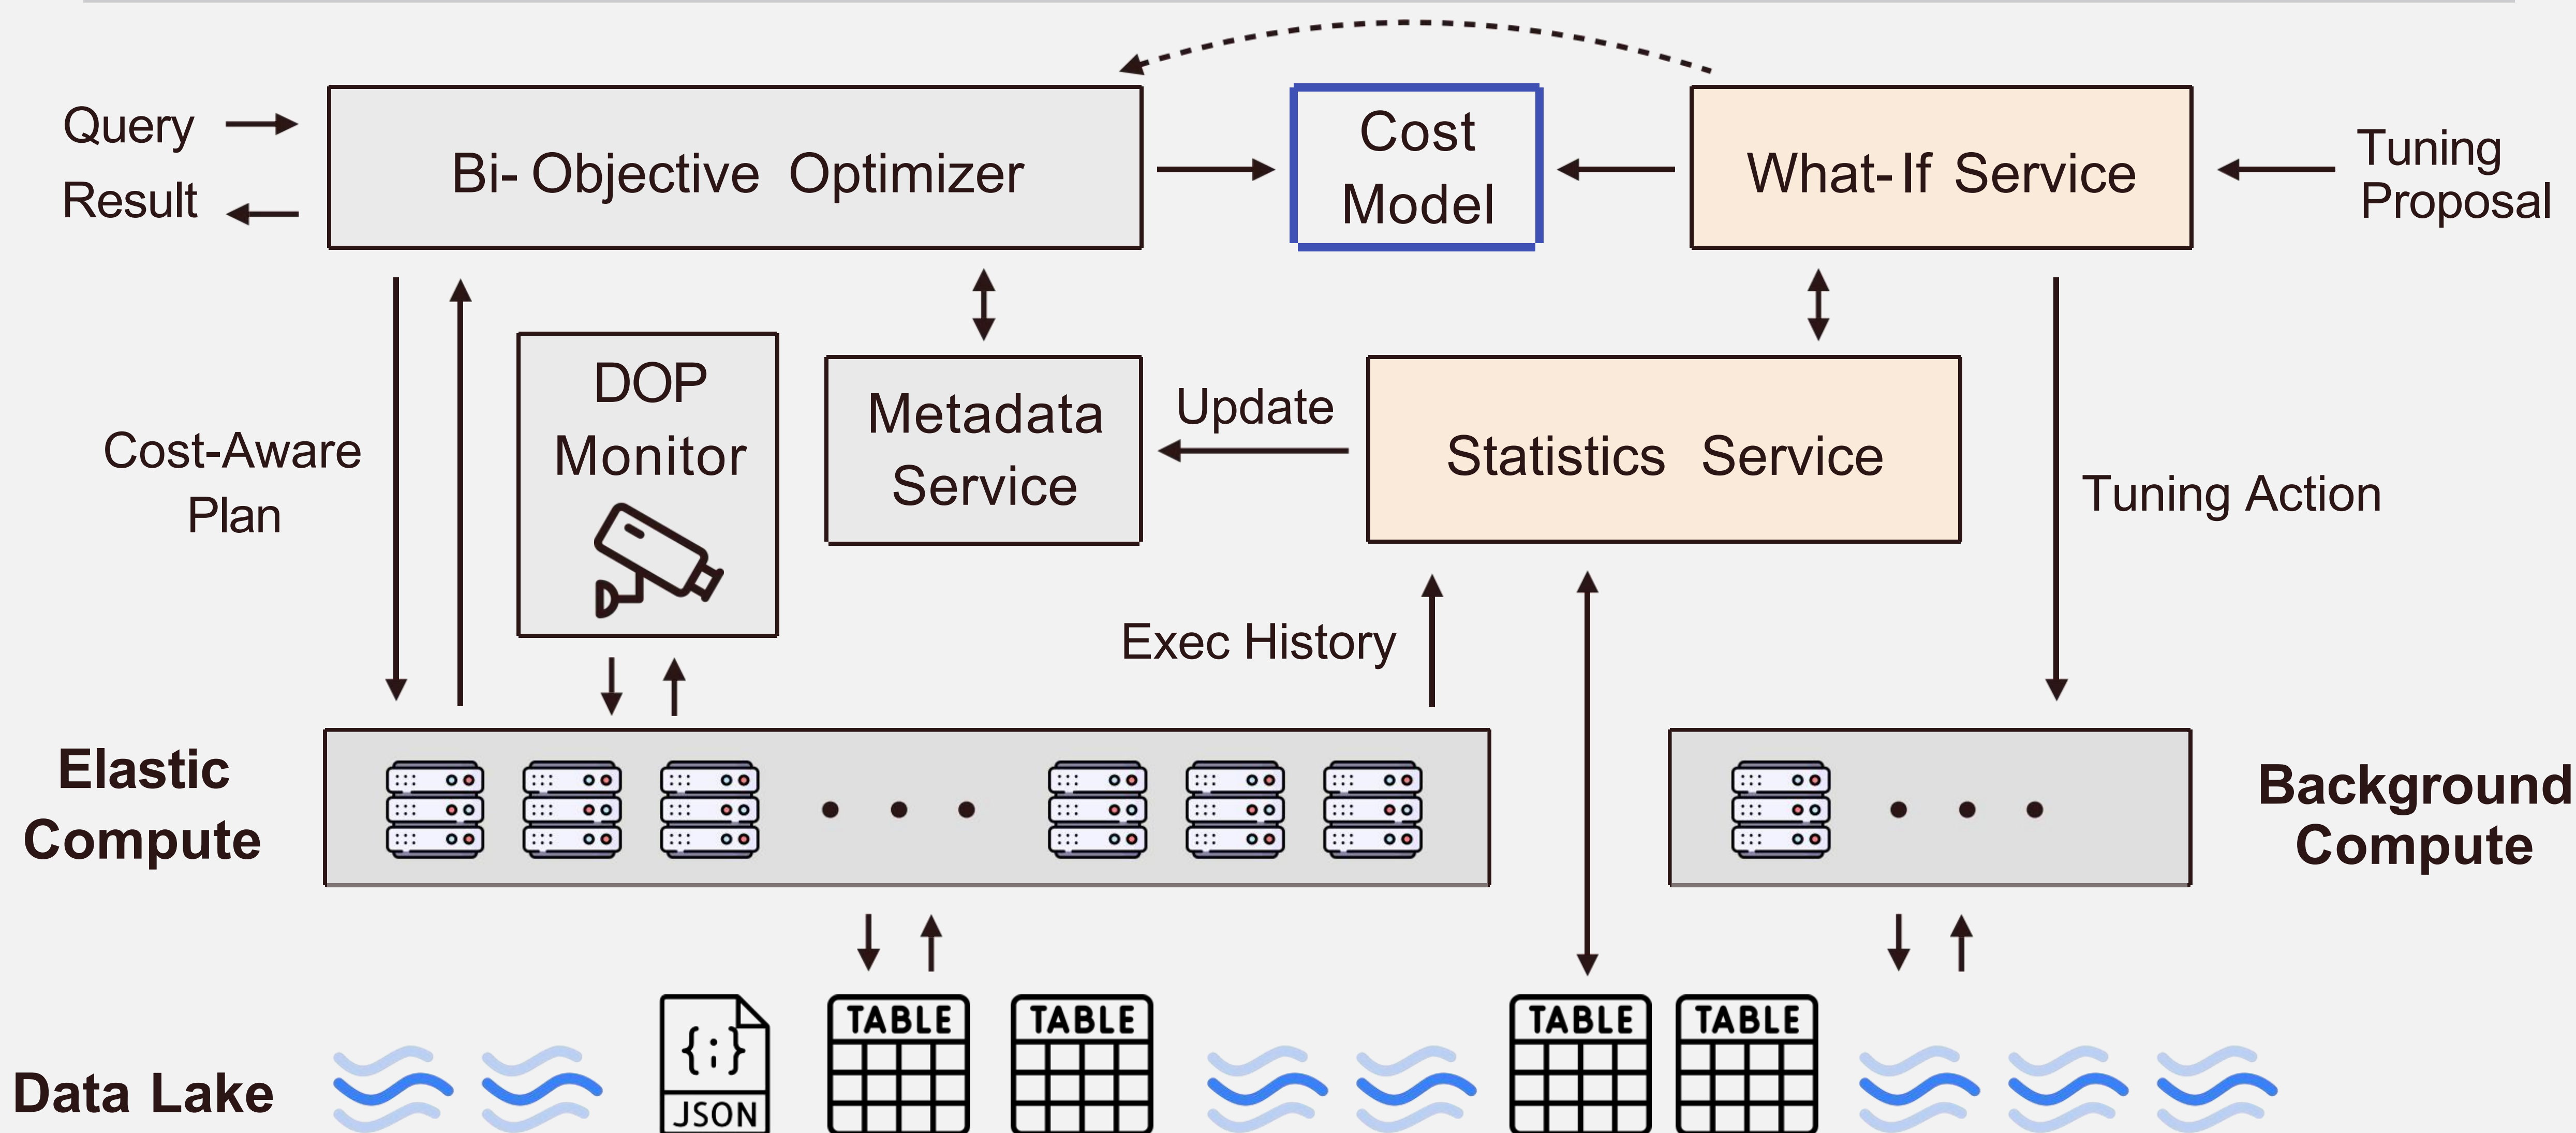 Query
Result
Bi-Objective Optimizer
Cost
Model
What-If Service
Tuning
Proposal
DOP
Monitor
Metadata
Service
Update
Statistics Service
Cost-Aware
Plan
Tuning Action
Exec History
Elastic
Compute
Background
Compute
Data Lake
{;}
JSON
TABLE
TABLE
TABLE
TABLE